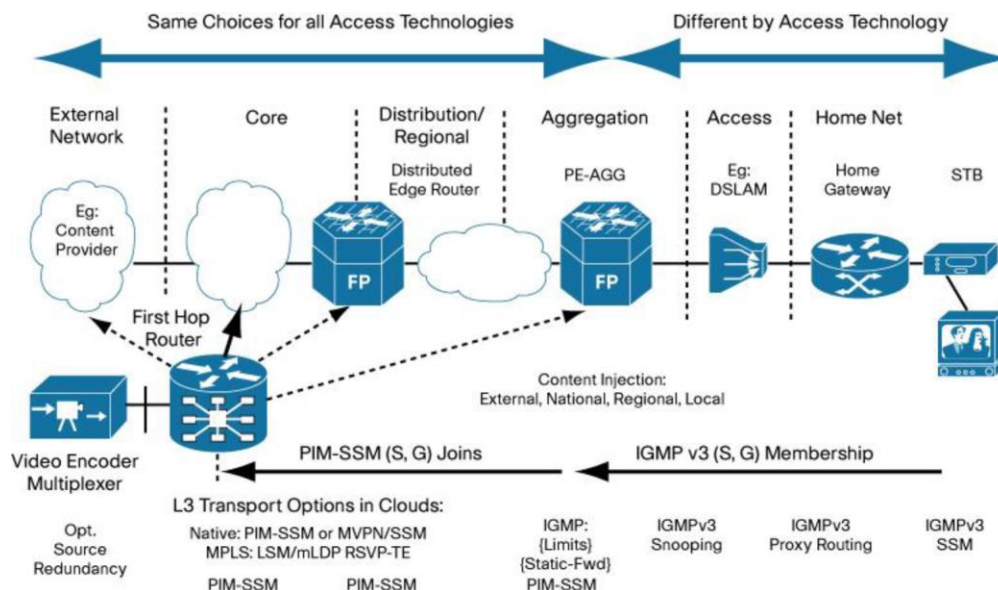 Same Choices for all Access Technologies
Different by Access Technology
External
Network
Core
Distribution/
Regional
Aggregation
Access
Home Net
Distributed
Edge Router
PE-AGG
Eg:
DSLAM
Home
Gateway
STB
Eg:
Content
Provider
FP
FP
First Hop
Router
Content Injection:
External, National, Regional, Local
Video Encoder
Multiplexer
PIM-SSM (S, G) Joins
IGMP v3 (S, G) Membership
L3 Transport Options in Clouds:
Opt.
Source
Redundancy
Native: PIM-SSM or MVPN/SSM
MPLS: LSM/mLDP RSVP-TE
PIM-SSM
PIM-SSM
IGMP:
{Limits}
{Static-Fwd}
PIM-SSM
IGMPv3
Snooping
IGMPv3
Proxy Routing
IGMPv3
SSM